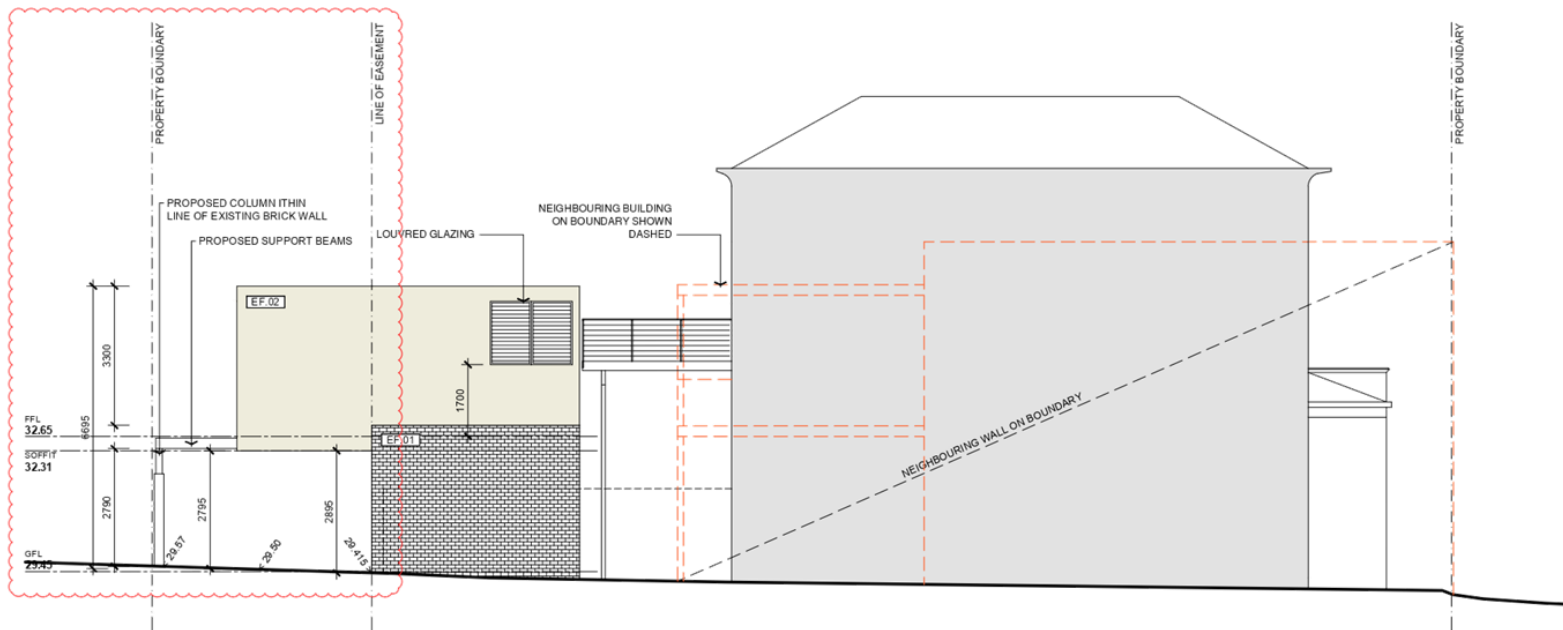 PROPERTY BOUNDARY
LINE OF EASEMENT
PROPERTY BOUNDARY
PROPOSED COLUMN ITHIN
LINE OF EXISTING BRICK WALL
PROPOSED SUPPORT BEAMS
LOUVRED GLAZING
NEIGHBOURING BUILDING
ON BOUNDARY SHOWN
DASHED
EF.02
3300
6695
1700
FFL
32.65
EF.01
SOFFIT
32.31
NEIGHBOURING WALL ON BOUNDARY
2790
2795
2895
29.57
29.50
29.415
GFL
29.45